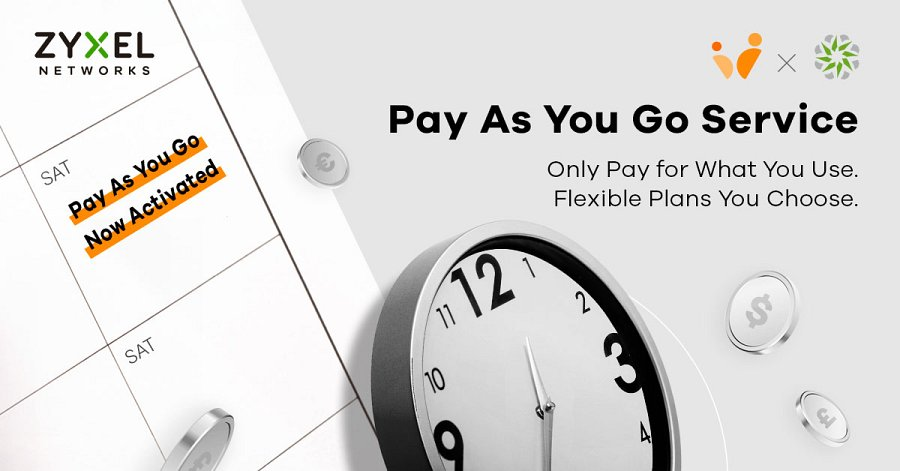 ZYXEL
NETWORKS
Pay As You Go Service
Only Pay for What You Use.
Flexible Plans You Choose.
SAT
Pay As You Go
Now Activated
SAT
€
$
£
12
1
2
3
4
9
10
11